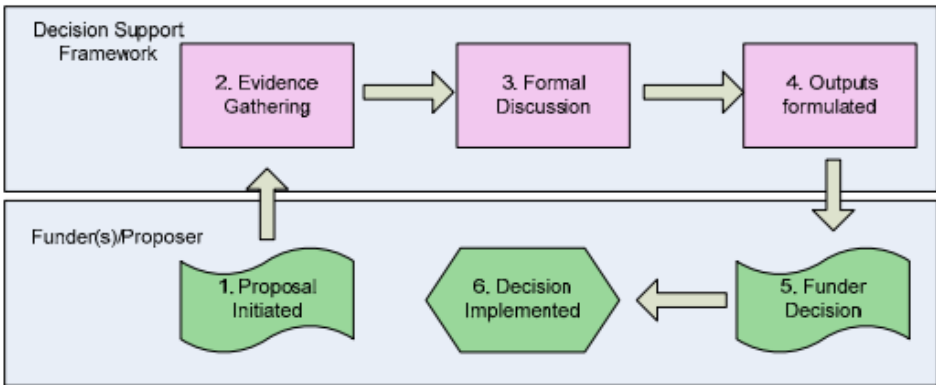 Decision Support
Framework
2. Evidence
Gathering
3. Formal
Discussion
4. Outputs
formulated
Funder(s)/Proposer
1. Proposal
Initiated
6. Decision
Implemented
5. Funder
Decision